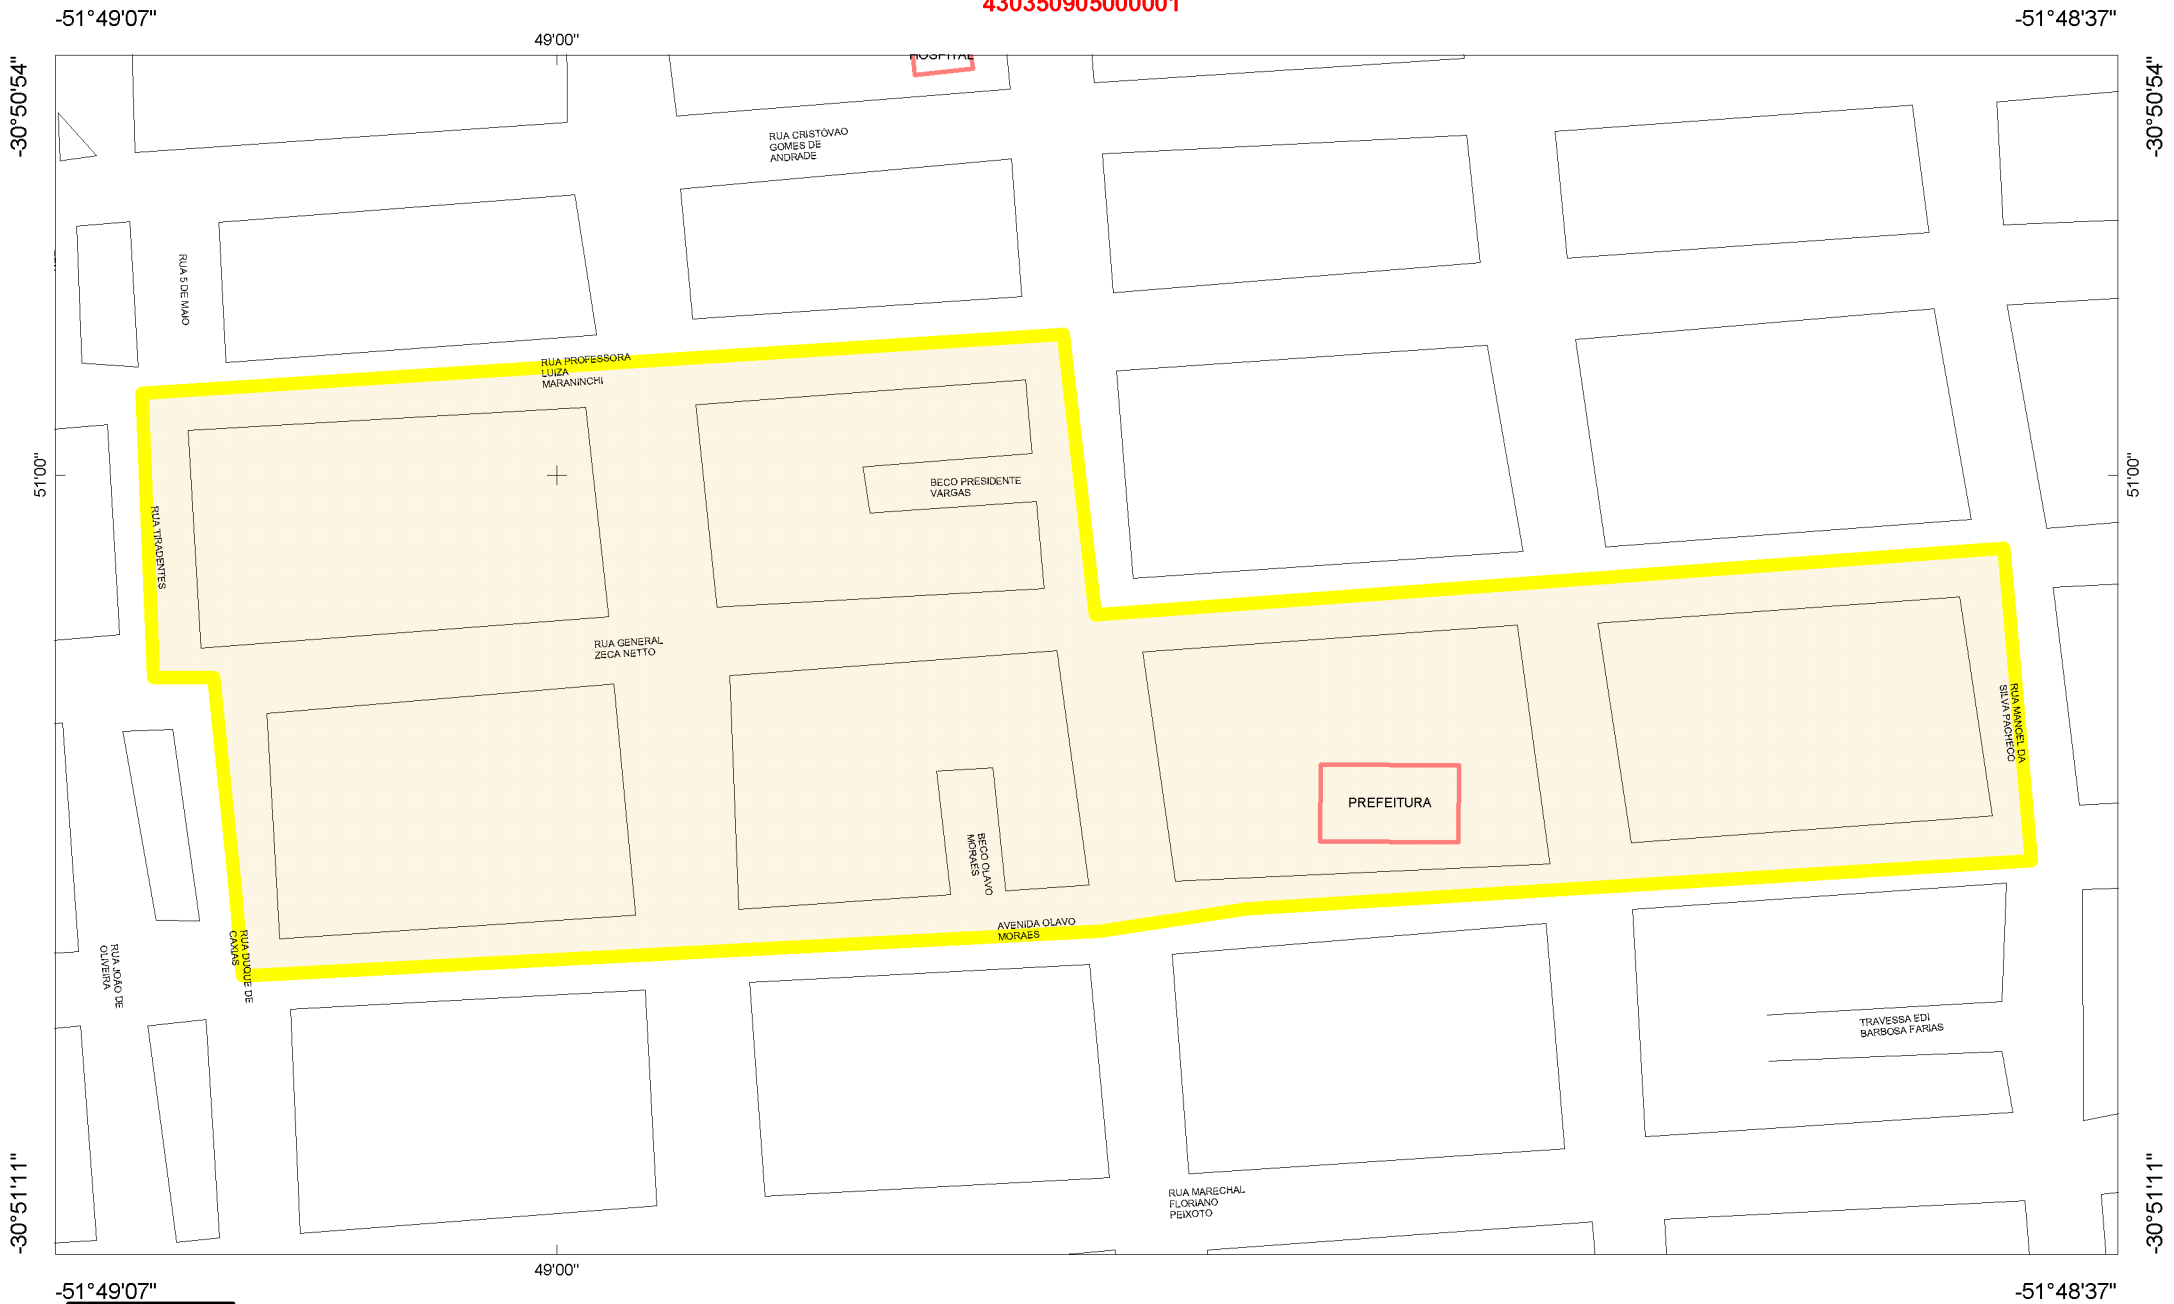 430350905000001
-51°49'07"
-51°48'37"
49'00"
-30°50'54"
-30°50'54"
HOSPITAL
RUA CRISTÓVAO
GOMES DE
ANDRADE
RUA 5 DE MAIO
RUA PROFESSORA
LUIZA
MARANINCHI
51'00"
51'00"
BECO PRESIDENTE
VARGAS
RUA TIRADENTES
RUA GENERAL
ZECA NETTO
RUA MANOEL DA
SILVA PACHECO
PREFEITURA
BECO OLAVO
MORAES
AVENIDA OLAVO
MORAES
RUA DUQUE DE
CAXIAS
RUA JOÃO DE
OLIVEIRA
TRAVESSA EDI
BARBOSA FARIAS
RUA MARECHAL
FLORIANO
PEIXOTO
-30°51'11"
-30°51'11"
49'00"
-51°49'07"
-51°48'37"